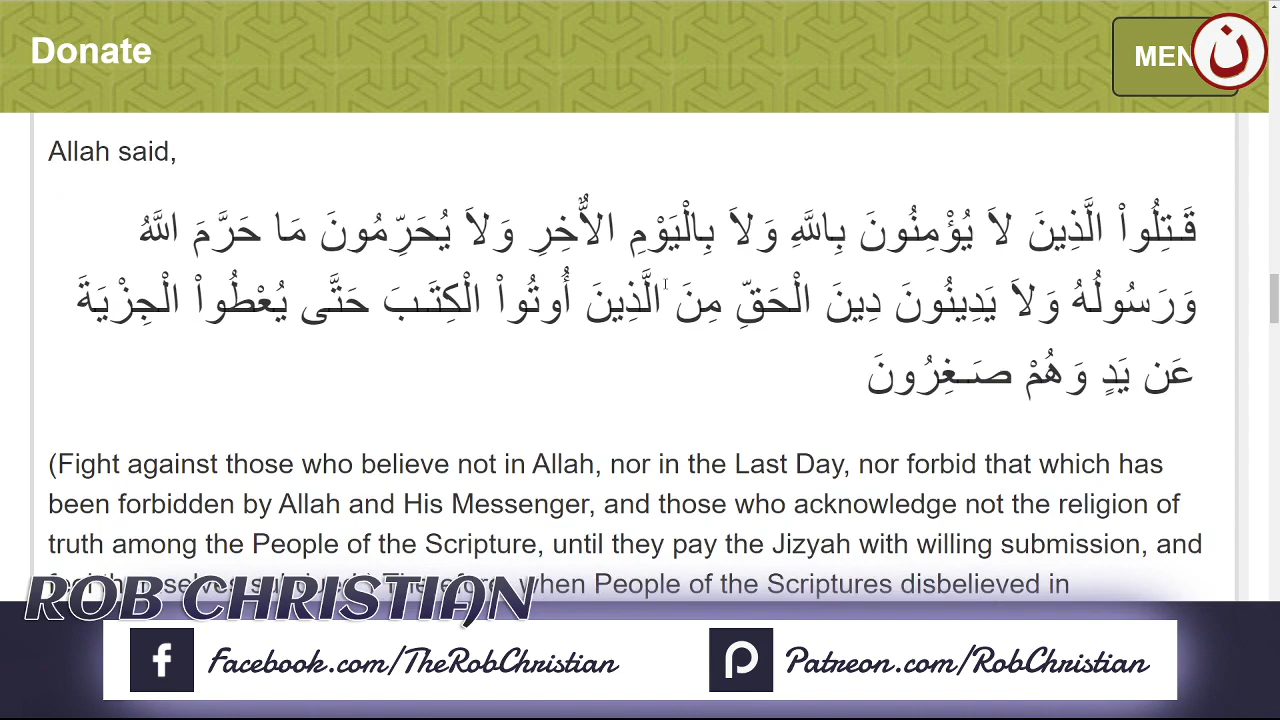 Donate
MEN
ن
Allah said,
قَـتِلُواْ الَّذِينَ لاَ يُؤْمِنُونَ بِاللَّهِ وَلاَ بِالْيَوْمِ الاٌّخِرِ وَلاَ يُحَرِّمُونَ مَا حَرَّمَ اللَّهُ
وَرَسُولُهُ وَلاَ يَدِينُونَ دِينَ الْحَقِّ مِنَ الَّذِينَ أُوتُواْ الْكِتَـبَ حَتَّى يُعْطُواْ الْجِزْيَةَ
عَن يَدٍ وَهُمْ صَـغِرُونَ
(Fight against those who believe not in Allah, nor in the Last Day, nor forbid that which has
been forbidden by Allah and His Messenger, and those who acknowledge not the religion of
truth among the People of the Scripture, until they pay the Jizyah with willing submission, and
when People of the Scriptures disbelieved in
ROB CHRISTIAN
f Facebook.com/TheRobChristian
Patreon.com/RobChristian